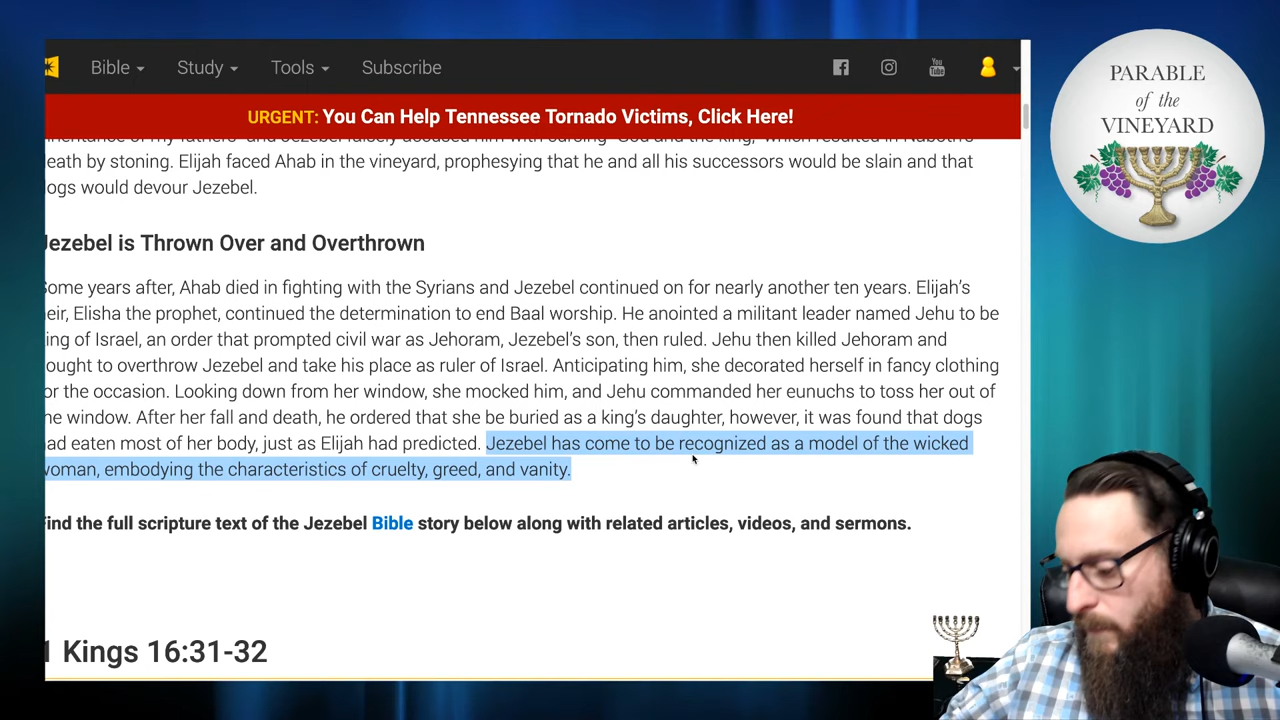 Bible
Study
Tools
Subscribe
You
Tube
URGENT: You Can Help Tennessee Tornado Victims, Click Here!
PARABLE
of the
VINEYARD
eath by stoning. Elijah faced Ahab in the vineyard, prophesying that he and all his successors would be slain and that
ogs would devour Jezebel.
Jezebel is Thrown Over and Overthrown
ome years after, Ahab died in fighting with the Syrians and Jezebel continued on for nearly another ten years. Elijah's
eir, Elisha the prophet, continued the determination to end Baal worship. He anointed a militant leader named Jehu to be
ing of Israel, an order that prompted civil war as Jehoram, Jezebel's son, then ruled. Jehu then killed Jehoram and
ought to overthrow Jezebel and take his place as ruler of Israel. Anticipating him, she decorated herself in fancy clothing
or the occasion. Looking down from her window, she mocked him, and Jehu commanded her eunuchs to toss her out of
he window. After her fall and death, he ordered that she be buried as a king's daughter, however, it was found that dogs
ad eaten most of her body, just as Elijah had predicted. Jezebel has come to be recognized as a model of the wicked
woman, embodying the characteristics of cruelty, greed, and vanity.
Find the full scripture text of the Jezebel Bible story below along with related articles, videos, and sermons.
1 Kings 16:31-32